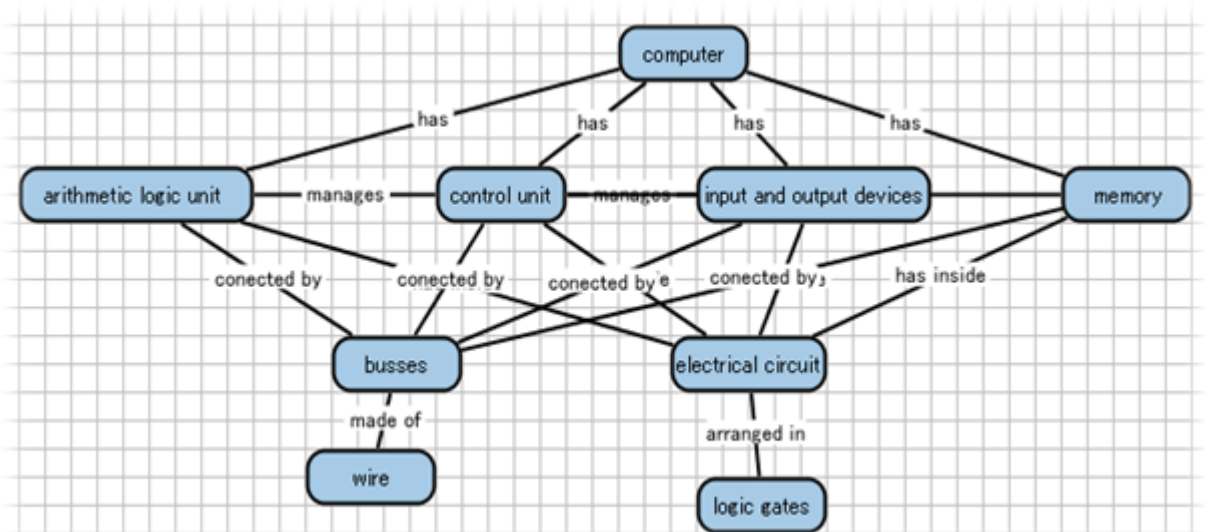 computer
has
has
has
has
arithmetic logic unit
manages
control unit
manages
input and output devices
memory
conected by
conected by
conected by
conected by
has inside
busses
electrical circuit
made of
arranged in
wire
logic gates